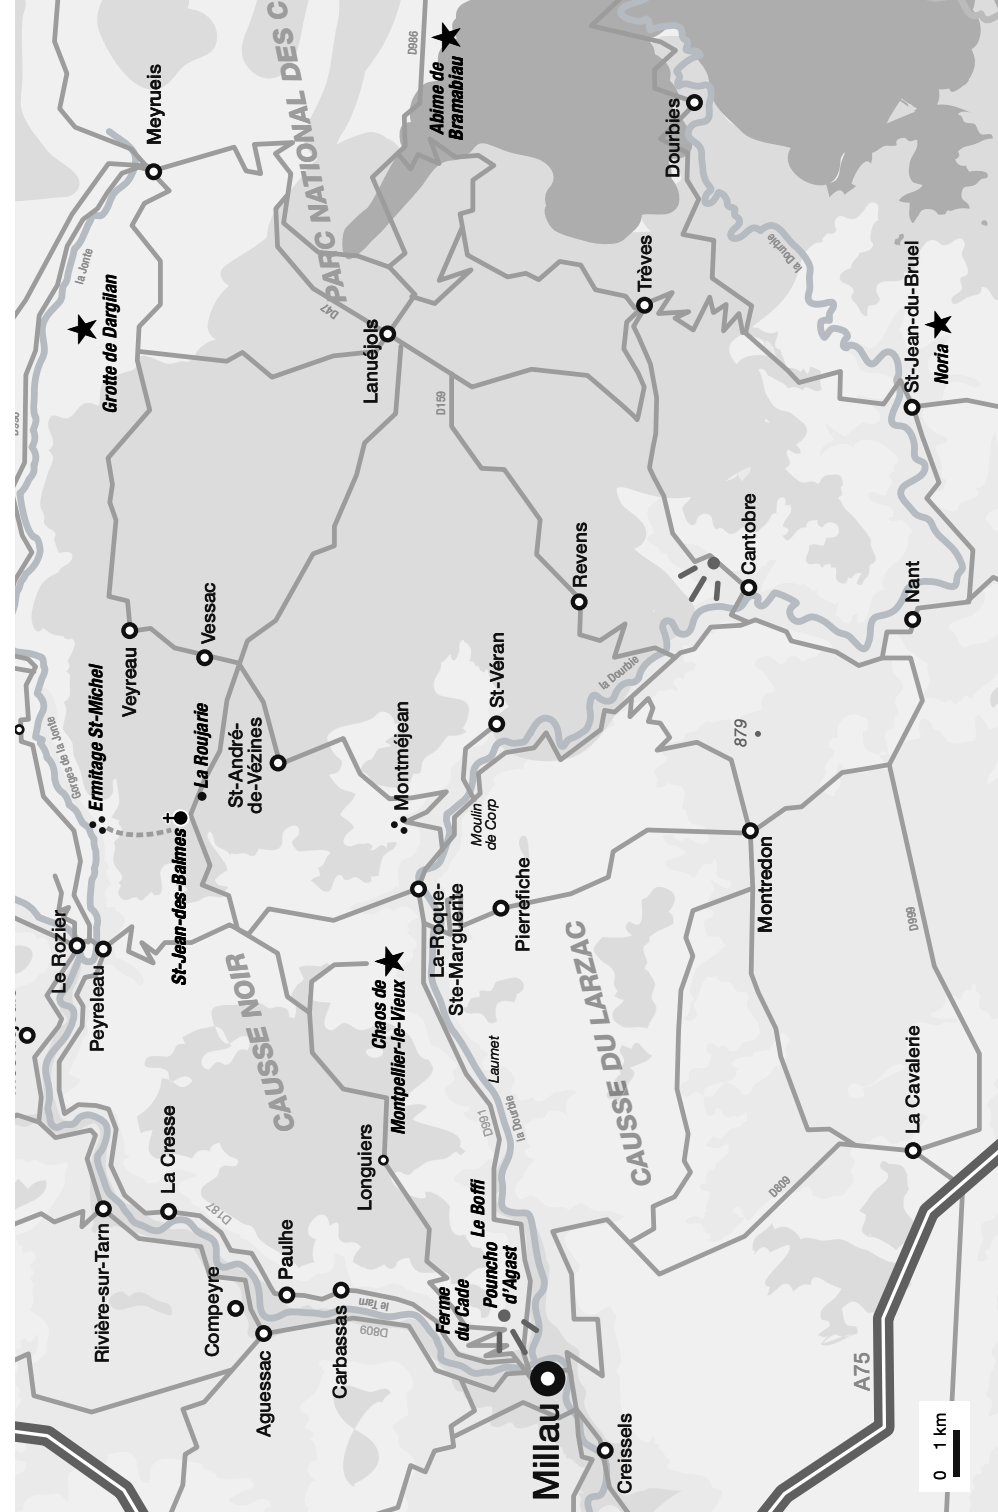 Meyrueis
D986
Abime de
Bramabiau
PARC NATIONAL DES C
Dourbies
la Jonte
Grotte de Dargilan
D47
Lanuéjols
Trèves
la Dourbie
St-Jean-du-Bruel
Noria
D159
Veyreau
Vessac
Revens
Cantobre
Nant
Gorges de la Jonte
Ermitage St-Michel
La Roujarie
St-André-
de-Vézines
St-Véran
la Dourbie
Montméjean
879
Moulin
de Corp
St-Jean-des-Balmes
Le Rozier
Peyreleau
La-Roque-
Ste-Marguerite
Pierrefiche
Montredon
D999
CAUSSE NOIR
Chaos de
Montpellier-le-Vieux
CAUSSE DU LARZAC
Laumet
D991
la Dourbie
La Cavalerie
La Cresse
Longuiers
D187
D809
Rivière-sur-Tarn
Compeyre
Paulhe
Le Boffi
Pouncho
d'Agast
Ferme
du Cade
Aguessac
Carbassas
le Tarn
D809
Millau
Creissels
A75
0 1 km